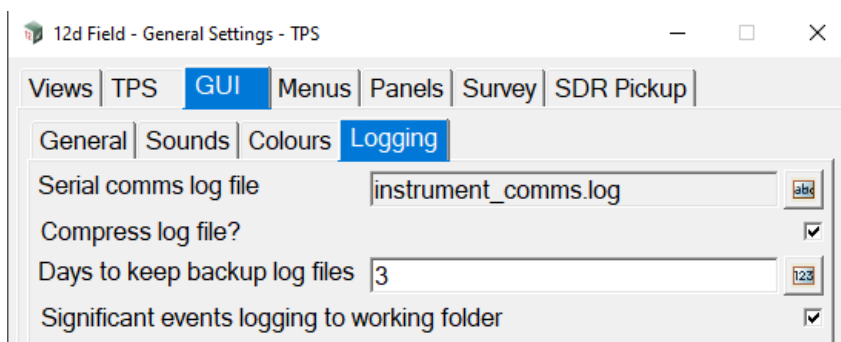 12d Field - General Settings - TPS
Views TPS GUI Menus Panels Survey SDR Pickup
General Sounds Colours Logging
Serial comms log file instrument_comms.log abc
Compress log file?
Days to keep backup log files 3 123
Significant events logging to working folder